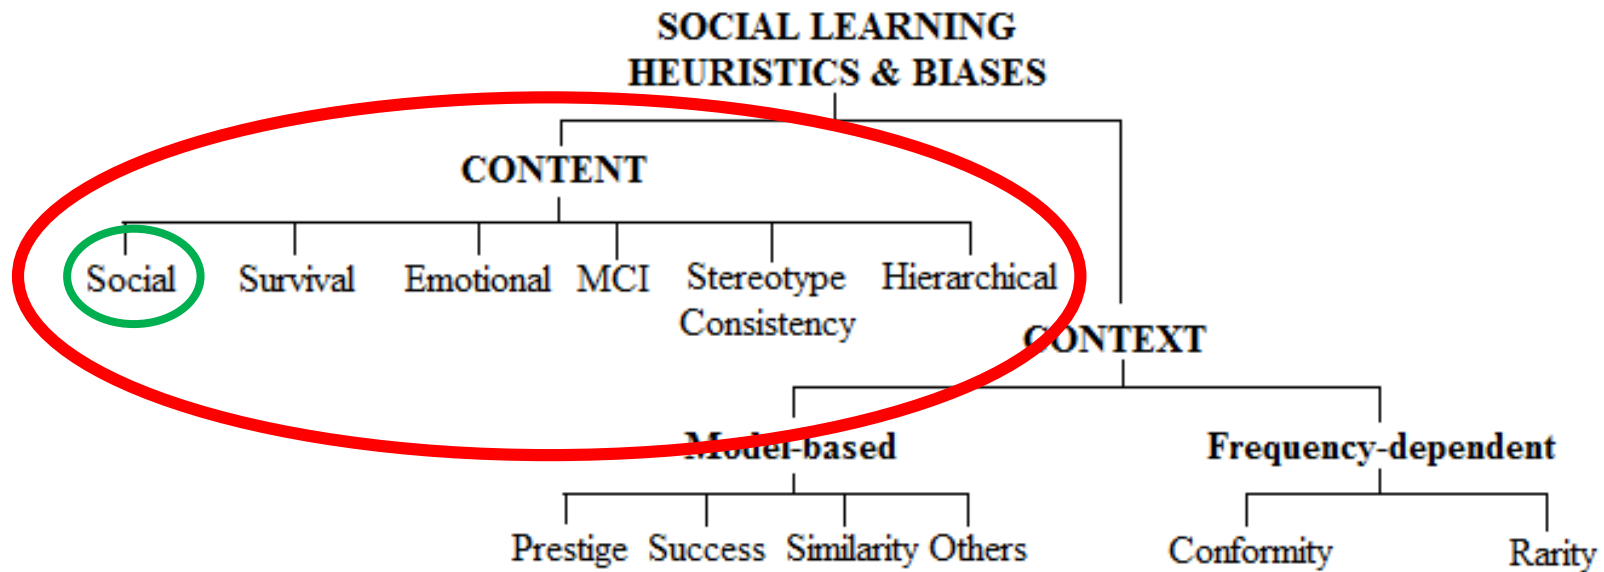 SOCIAL LEARNING
HEURISTICS & BIASES
CONTENT
Social Survival Emotional MCI Stereotype Hierarchical
Consistency
CONTEXT
Model-based Frequency-dependent
Prestige Success Similarity Others Conformity Rarity